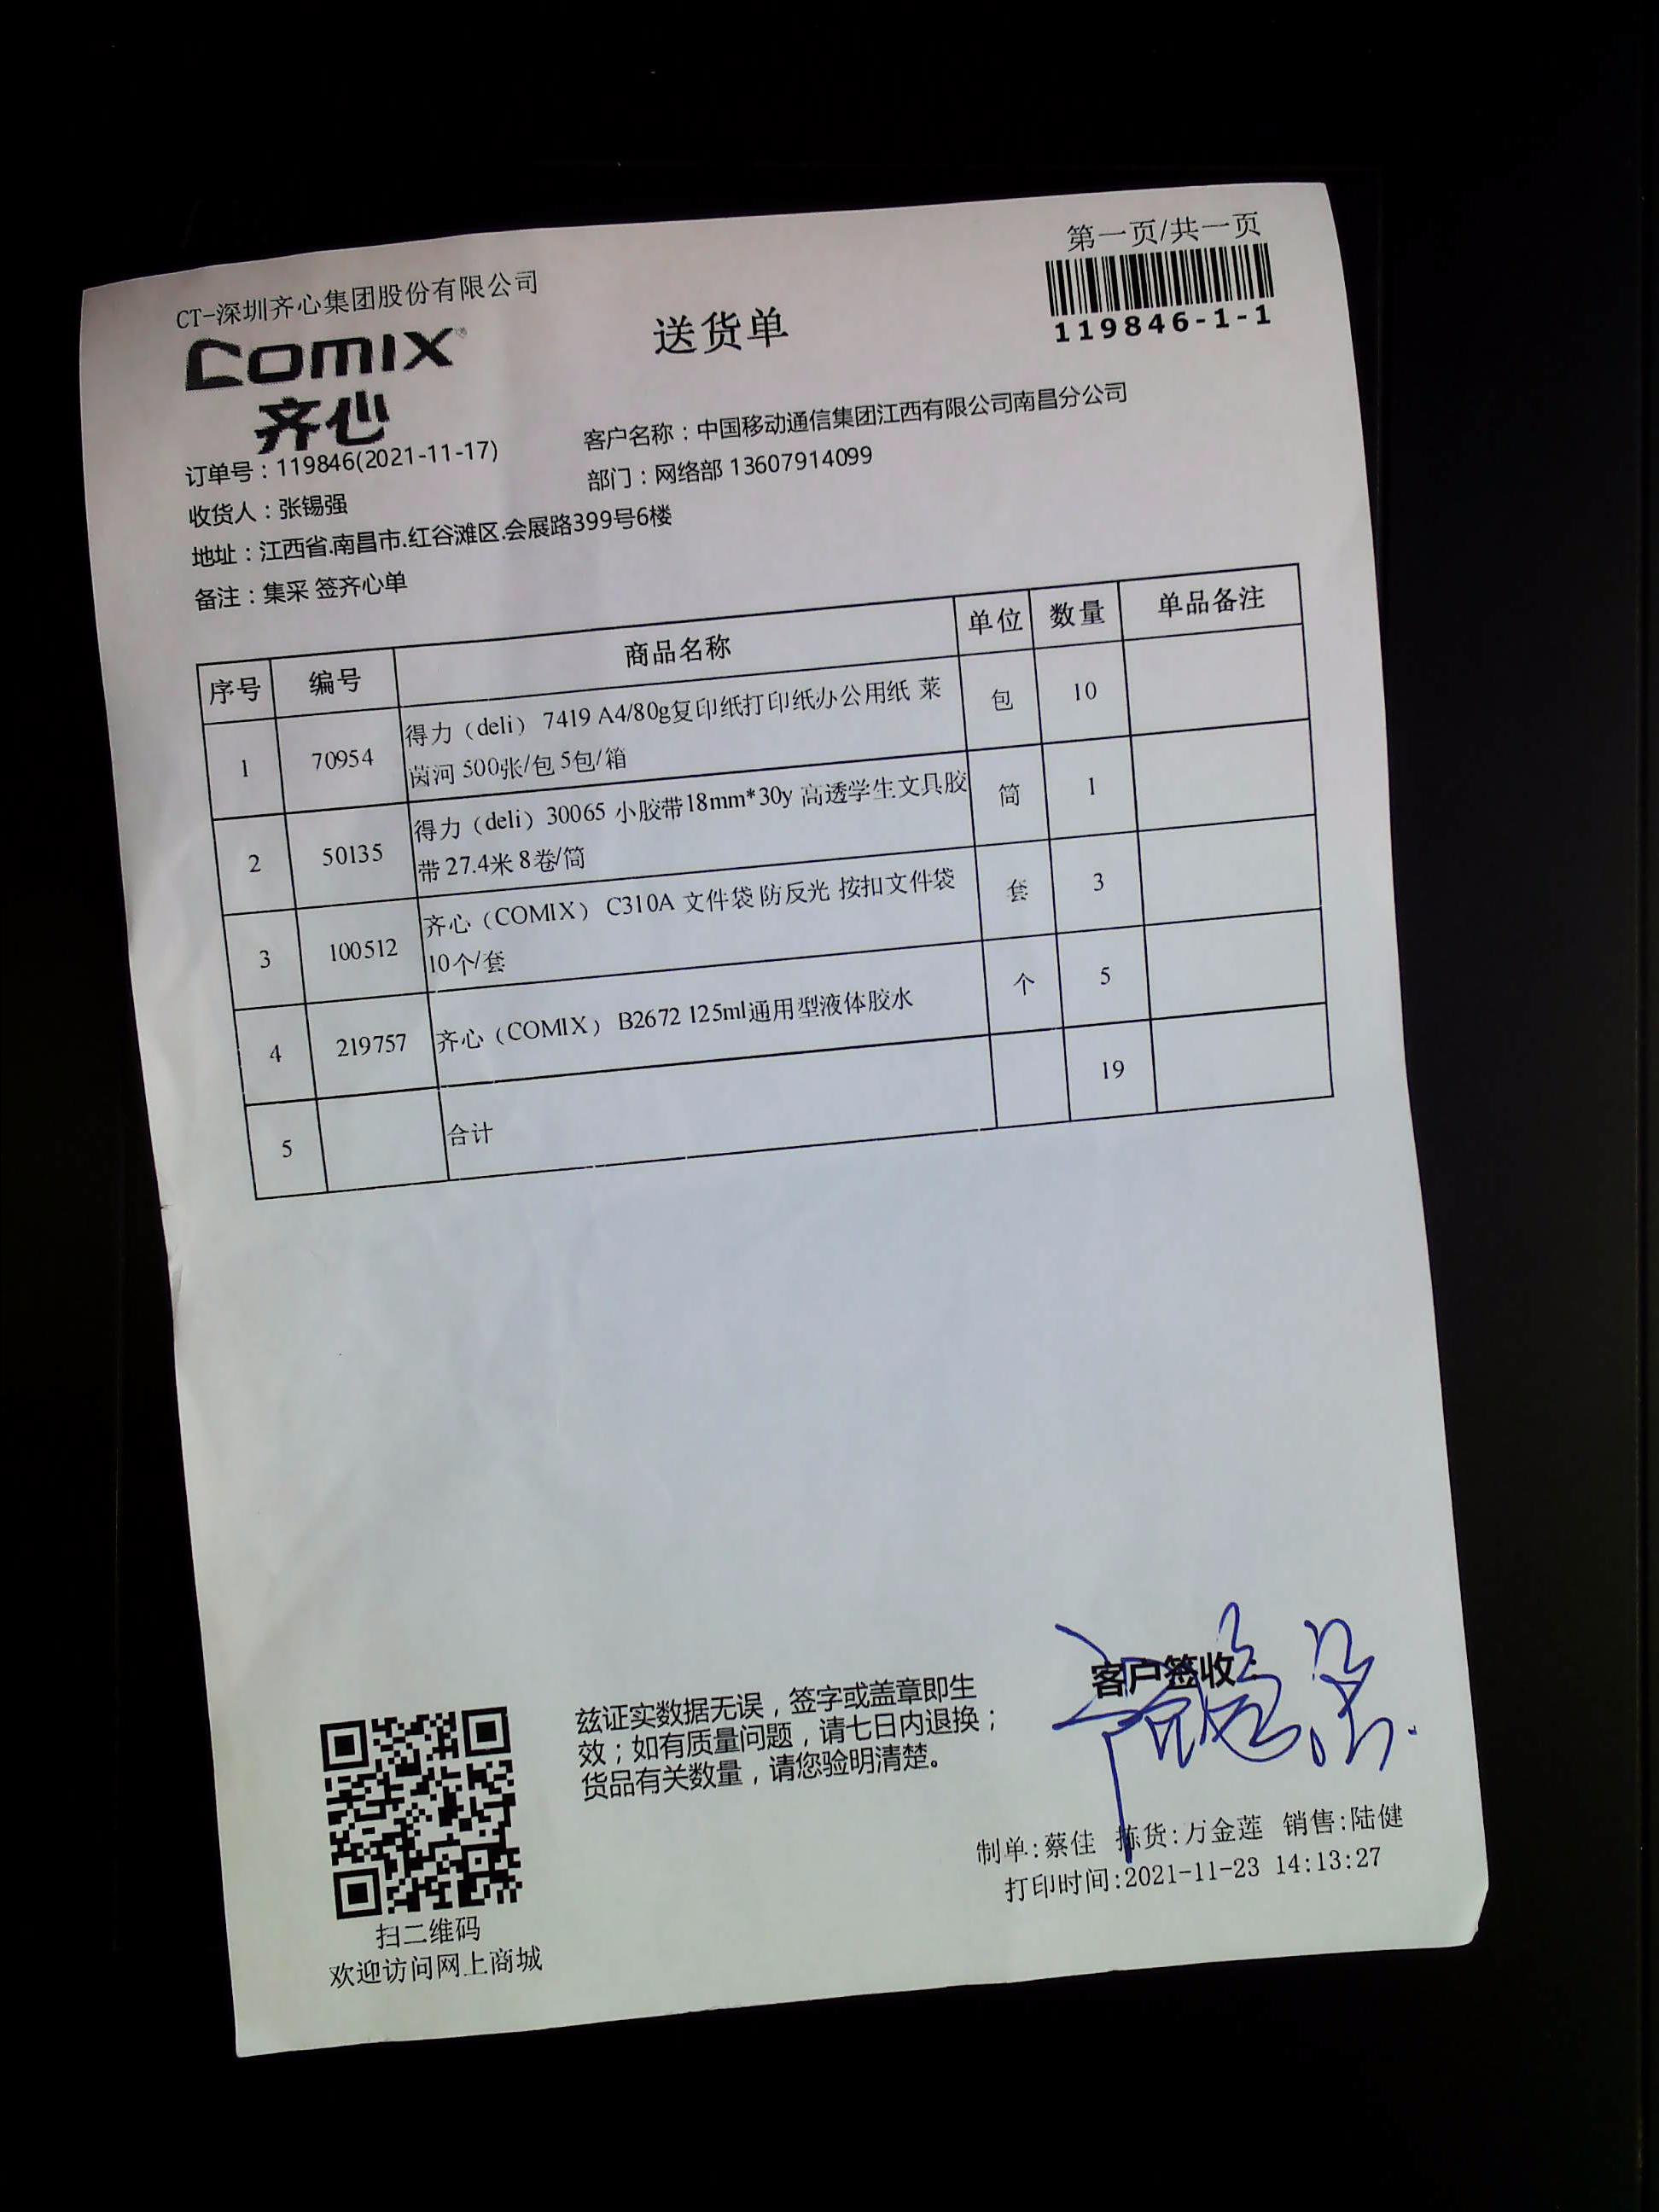 第一页/共一页
119846-1-1
CT-深圳齐心集团股份有限公司
COMIX
齐心
送货单
订单号：119846(2021-11-17)
客户名称：中国移动通信集团江西有限公司南昌分公司
收货人：张锡强
部门：网络部 13607914099
地址：江西省.南昌市.红谷滩区.会展路399号6楼
备注：集采 签齐心单
序号 编号 商品名称 单位 数量 单品备注
1 70954 得力（deli） 7419 A4/80g复印纸打印纸办公用纸 莱 包 10
茵河 500张/包 5包/箱
2 50135 得力（deli）30065 小胶带18mm*30y 高透学生文具胶 筒 1
带 27.4米 8卷/筒
3 100512 齐心（COMIX） C310A 文件袋 防反光 按扣文件袋 套 3
10个/套
4 219757 齐心（COMIX） B2672 125ml通用型液体胶水 个 5
5 合计 19
兹证实数据无误，签字或盖章即生
效；如有质量问题，请七日内退换；
货品有关数量，请您验明清楚。
客户签收：
制单:蔡佳 拣货:万金莲 销售:陆健
打印时间:2021-11-23 14:13:27
扫二维码
欢迎访问网上商城